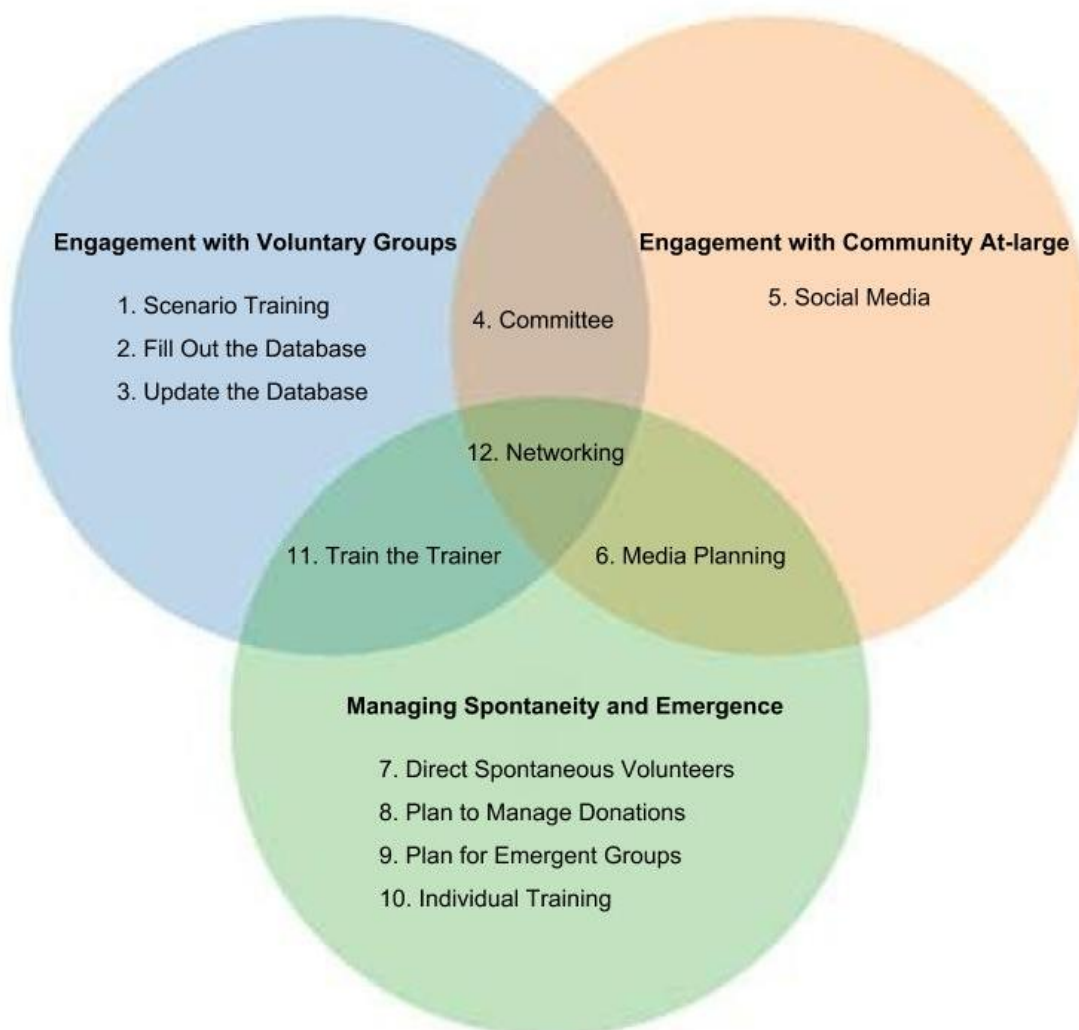 Engagement with Voluntary Groups
1. Scenario Training
2. Fill Out the Database
3. Update the Database
4. Committee
Engagement with Community At-large
5. Social Media
12. Networking
11. Train the Trainer
6. Media Planning
Managing Spontaneity and Emergence
7. Direct Spontaneous Volunteers
8. Plan to Manage Donations
9. Plan for Emergent Groups
10. Individual Training